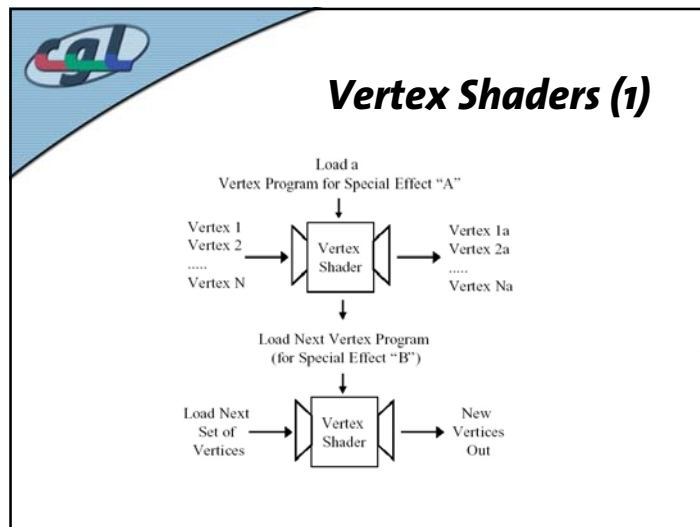 cgl
Vertex Shaders (1)
Load a
Vertex Program for Special Effect “A”
Vertex 1
Vertex 2
.....
Vertex N
Vertex
Shader
Vertex 1a
Vertex 2a
.....
Vertex Na
Load Next Vertex Program
(for Special Effect “B”)
Load Next
Set of
Vertices
Vertex
Shader
New
Vertices
Out